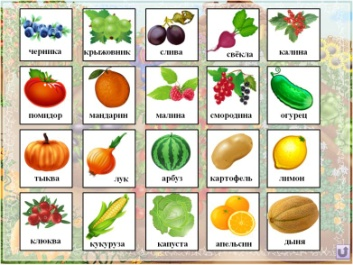 черника крыжовник слива свёкла калина
помидор мандарин малина смородина огурец
тыква лук арбуз картофель лимон
клюква кукуруза капуста апельсин дыня